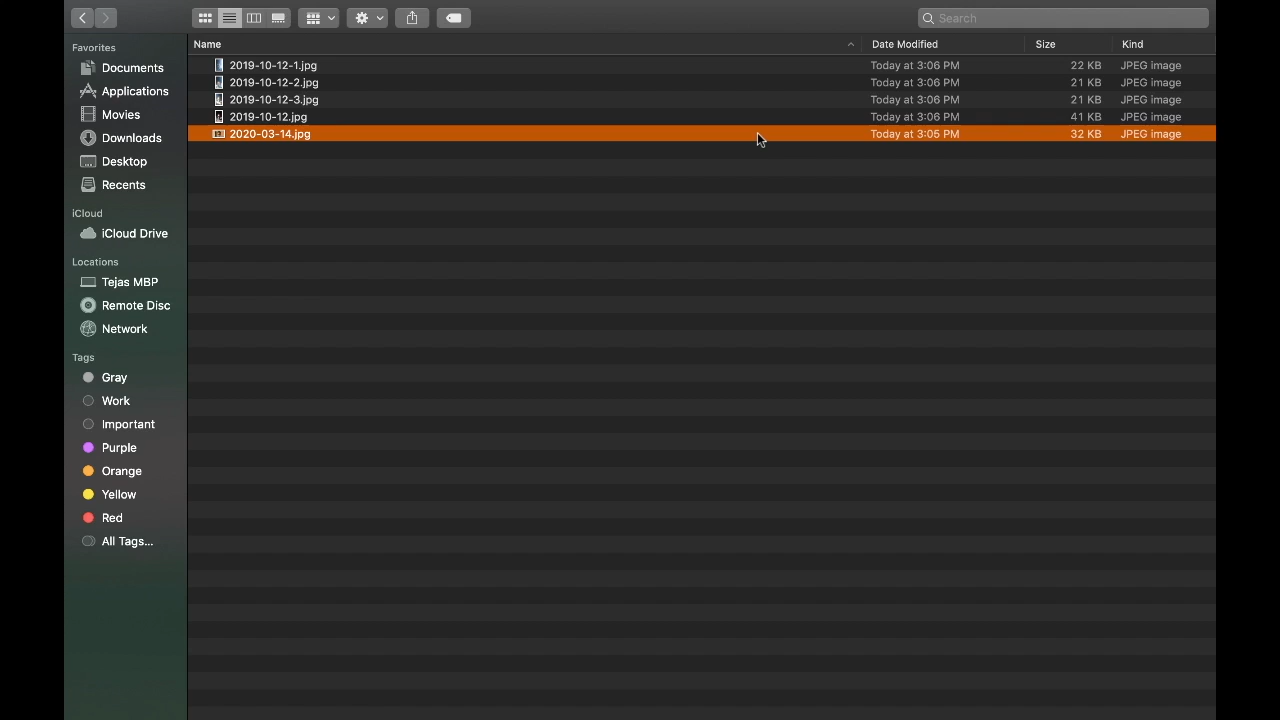 Search
Favorites
Documents
Applications
Movies
Downloads
Desktop
Recents
iCloud
iCloud Drive
Locations
Tejas MBP
Remote Disc
Network
Tags
Gray
Work
Important
Purple
Orange
Yellow
Red
All Tags...
Name Date Modified Size Kind
2019-10-12-1.jpg Today at 3:06 PM 22 KB JPEG image
2019-10-12-2.jpg Today at 3:06 PM 21 KB JPEG image
2019-10-12-3.jpg Today at 3:06 PM 21 KB JPEG image
2019-10-12.jpg Today at 3:06 PM 41 KB JPEG image
2020-03-14.jpg Today at 3:05 PM 32 KB JPEG image